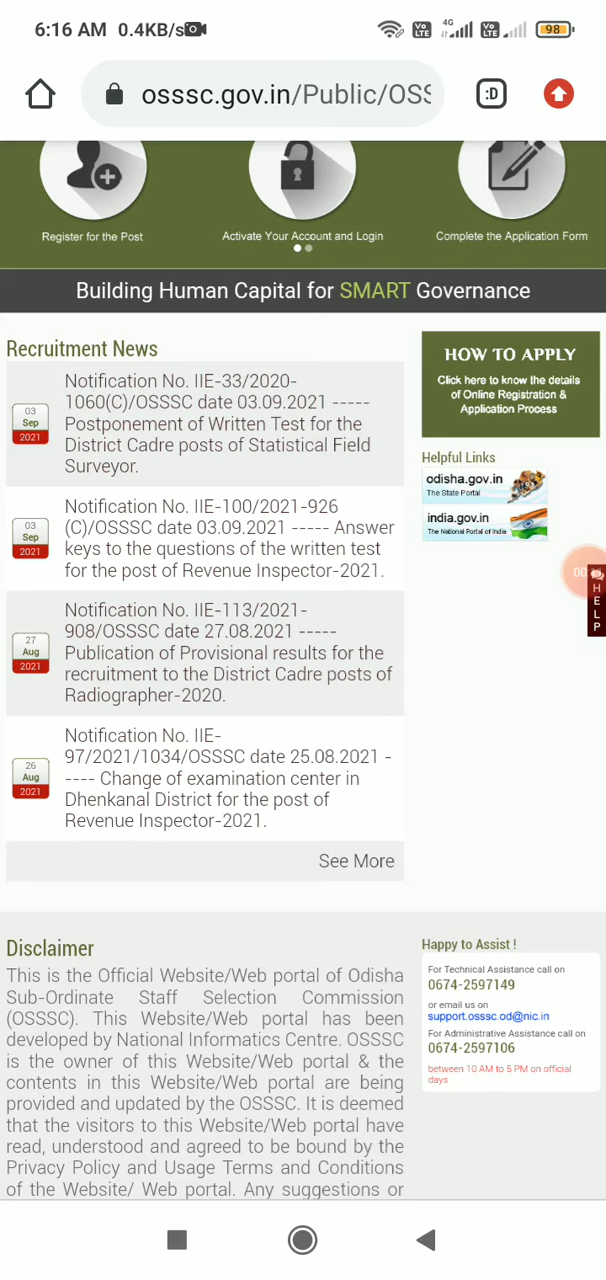 6:16 AM 0.4KB/s
4G
Vo
LTE
Vo
LTE
98
osssc.gov.in/Public/OSS
:D
Register for the Post
Activate Your Account and Login
Complete the Application Form
Building Human Capital for SMART Governance
Recruitment News
03
Sep
2021
Notification No. IIE-33/2020-
1060(C)/OSSSC date 03.09.2021 -----
Postponement of Written Test for the
District Cadre posts of Statistical Field
Surveyor.
03
Sep
2021
Notification No. IIE-100/2021-926
(C)/OSSSC date 03.09.2021 ----- Answer
keys to the questions of the written test
for the post of Revenue Inspector-2021.
27
Aug
2021
Notification No. IIE-113/2021-
908/OSSSC date 27.08.2021 -----
Publication of Provisional results for the
recruitment to the District Cadre posts of
Radiographer-2020.
26
Aug
2021
Notification No. IIE-
97/2021/1034/OSSSC date 25.08.2021 -
---- Change of examination center in
Dhenkanal District for the post of
Revenue Inspector-2021.
See More
HOW TO APPLY
Click here to know the details
of Online Registration &
Application Process
Helpful Links
odisha.gov.in
The State Portal
india.gov.in
The National Portal of India
HELP
Disclaimer
This is the Official Website/Web portal of Odisha
Sub-Ordinate Staff Selection Commission
(OSSSC). This Website/Web portal has been
developed by National Informatics Centre. OSSSC
is the owner of this Website/Web portal & the
contents in this Website/Web portal are being
provided and updated by the OSSSC. It is deemed
that the visitors to this Website/Web portal have
read, understood and agreed to be bound by the
Privacy Policy and Usage Terms and Conditions
of the Website/ Web portal. Any suggestions or
Happy to Assist !
For Technical Assistance call on
0674-2597149
or email us on
support.osssc.od@nic.in
For Administrative Assistance call on
0674-2597106
between 10 AM to 5 PM on official
days